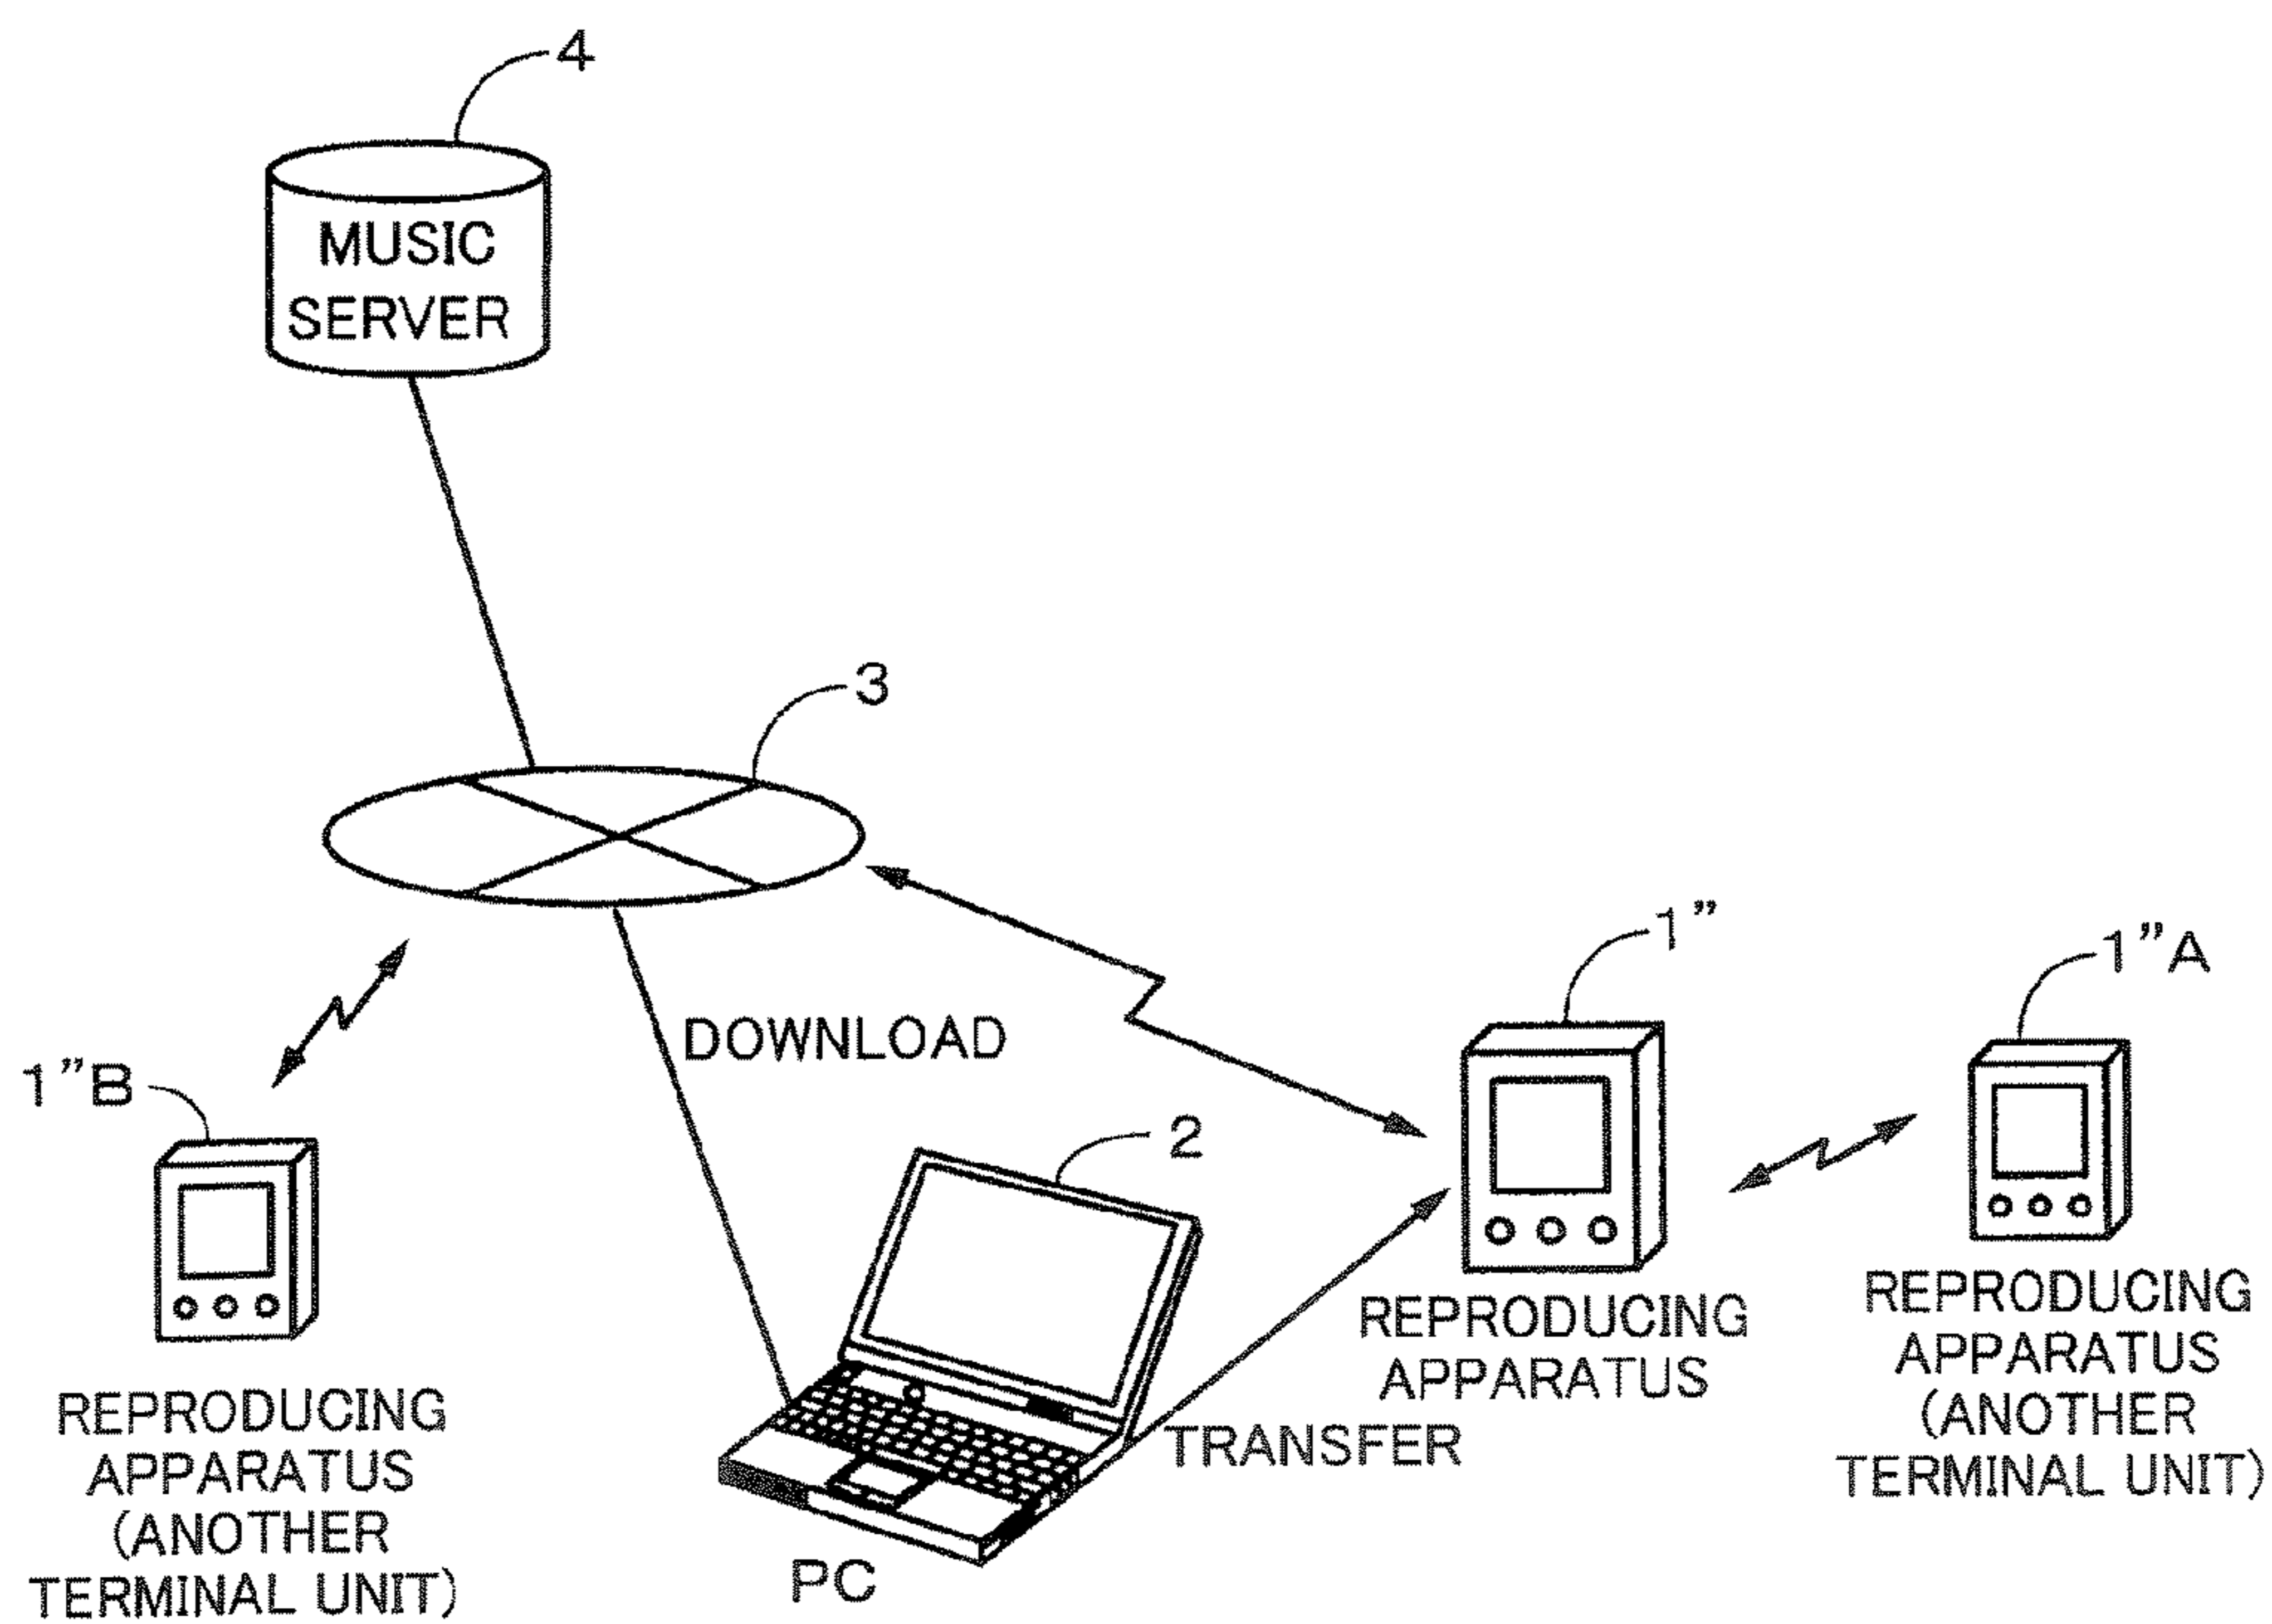 4
MUSIC
SERVER
3
1”
1”A
DOWNLOAD
1”B
2
REPRODUCING
APPARATUS
REPRODUCING
APPARATUS
(ANOTHER
TERMINAL UNIT)
TRANSFER
REPRODUCING
APPARATUS
(ANOTHER
TERMINAL UNIT)
PC